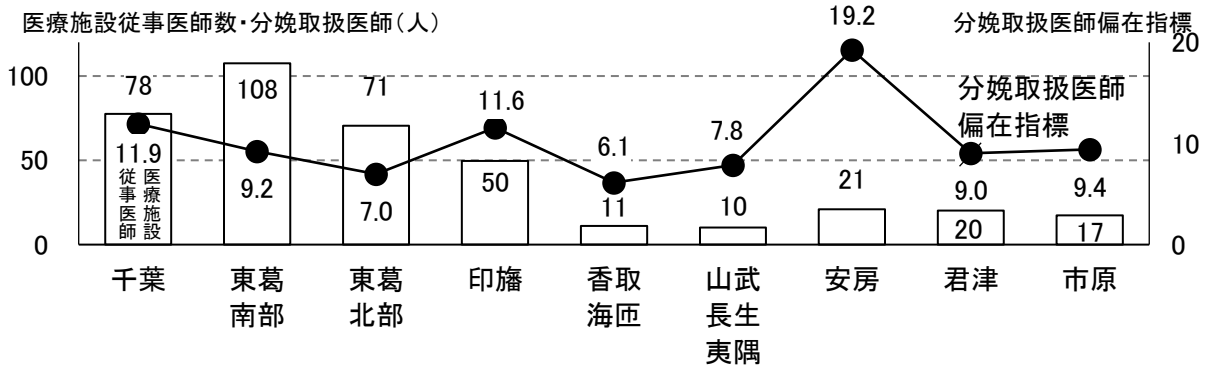 医療施設従事医師数・分娩取扱医師(人)
分娩取扱医師偏在指標
100
50
0
20
10
0
78
108
71
50
11
10
21
20
17
11.9
9.2
7.0
11.6
6.1
7.8
19.2
9.0
9.4
医療施設
従事医師
分娩取扱医師
偏在指標
千葉
東葛
南部
東葛
北部
印旛
香取
海匝
山武
長生
夷隅
安房
君津
市原